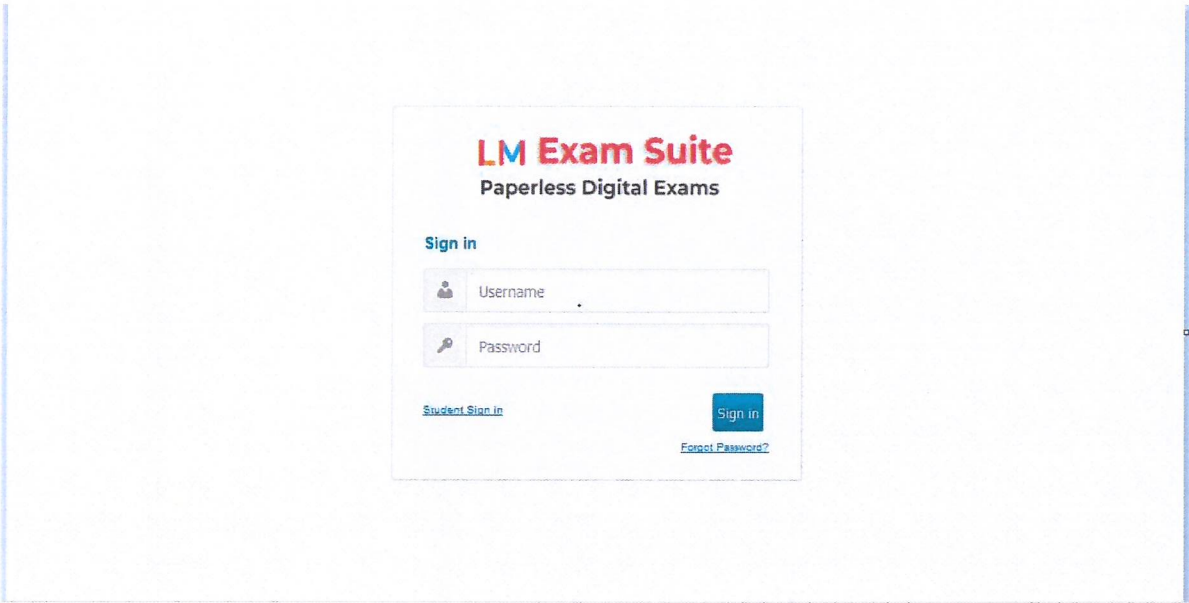 LM Exam Suite
Paperless Digital Exams
Sign in
Username
Password
Student Sign in
Sign in
Forgot Password?